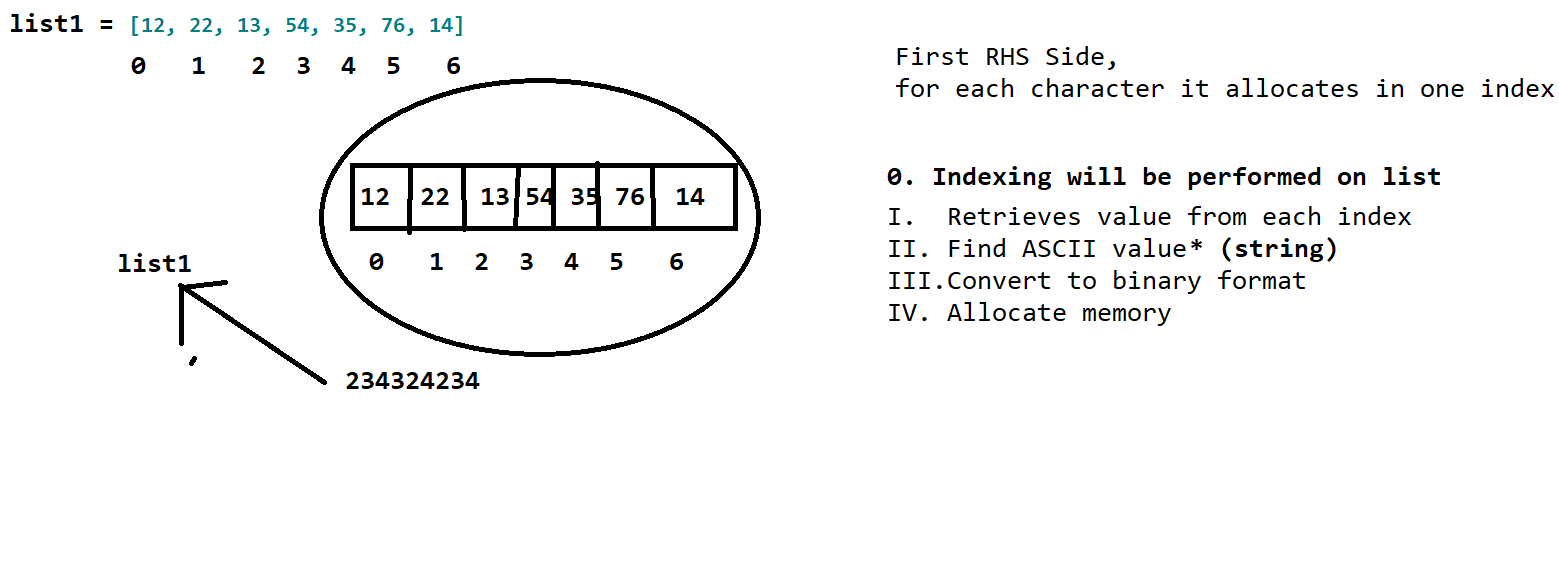 list1 = [12, 22, 13, 54, 35, 76, 14]
0 1 2 3 4 5 6
First RHS Side,
for each character it allocates in one index
12 22 13 54 35 76 14
0 1 2 3 4 5 6
list1
234324234
0. Indexing will be performed on list
I. Retrieves value from each index
II. Find ASCII value* (string)
III.Convert to binary format
IV. Allocate memory